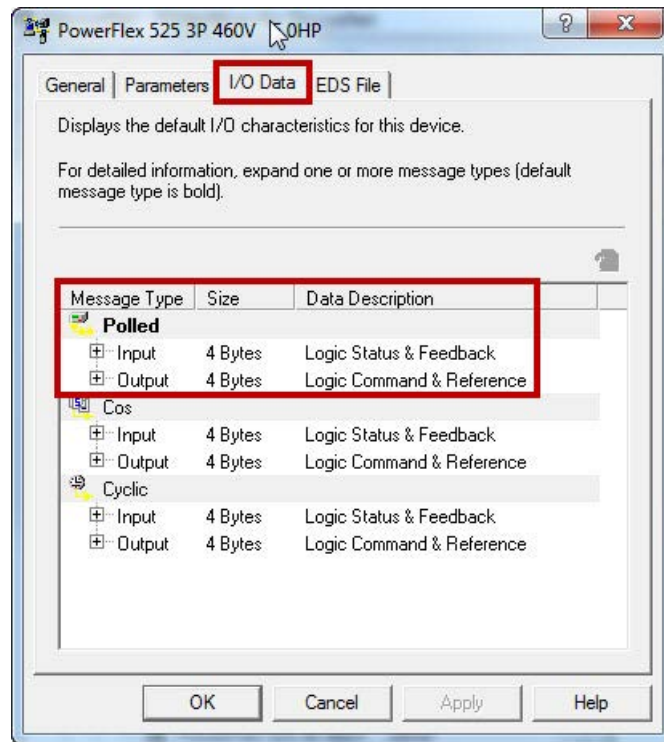 PowerFlex 525 3P 460V .0HP
General Parameters I/O Data EDS File
Displays the default I/O characteristics for this device.
For detailed information, expand one or more message types (default
message type is bold).
Message Type Size Data Description
Polled
Input 4 Bytes Logic Status & Feedback
Output 4 Bytes Logic Command & Reference
Cos
Input 4 Bytes Logic Status & Feedback
Output 4 Bytes Logic Command & Reference
Cyclic
Input 4 Bytes Logic Status & Feedback
Output 4 Bytes Logic Command & Reference
OK Cancel Apply Help